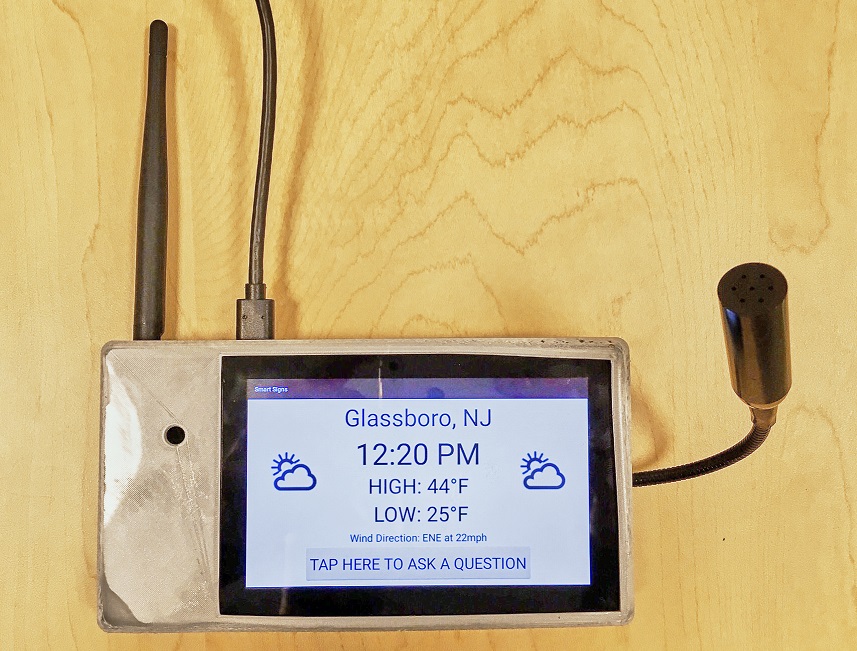 Smart Signs
Glassboro, NJ
12:20 PM
HIGH: 44°F
LOW: 25°F
Wind Direction: ENE at 22mph
TAP HERE TO ASK A QUESTION